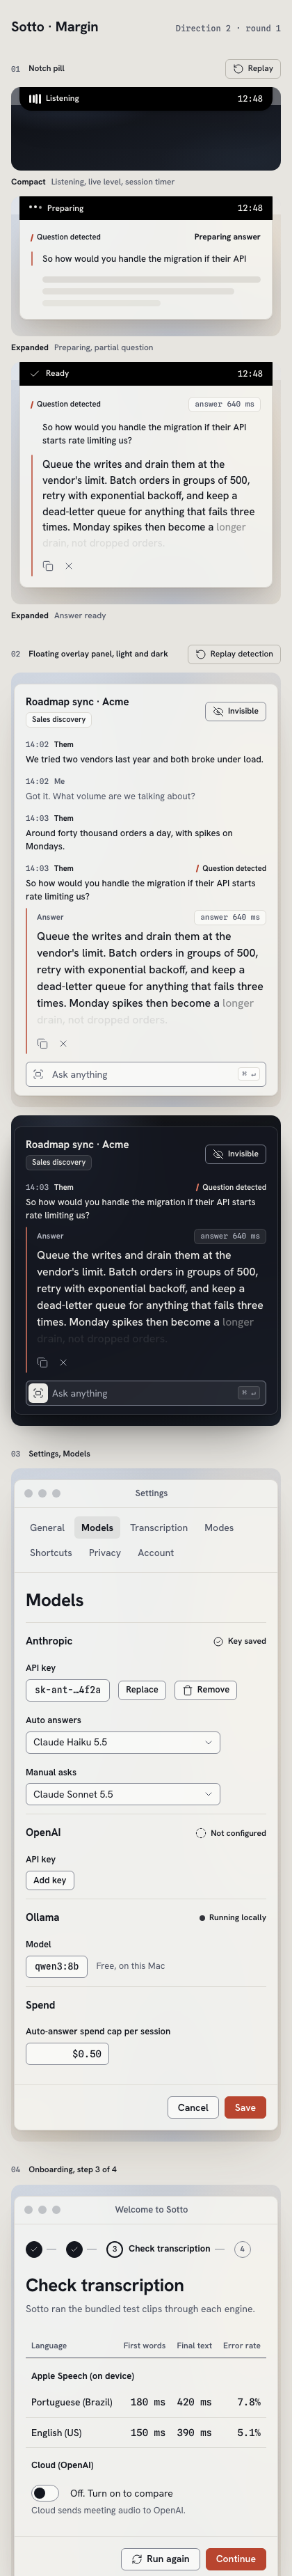 Sotto · Margin
Direction 2 · round 1
01 Notch pill
Replay
Listening 12:48
Compact Listening, live level, session timer
Preparing 12:48
/ Question detected Preparing answer
So how would you handle the migration if their API
Expanded Preparing, partial question
Ready 12:48
/ Question detected answer 640 ms
So how would you handle the migration if their API
starts rate limiting us?
Queue the writes and drain them at the
vendor's limit. Batch orders in groups of 500,
retry with exponential backoff, and keep a
dead-letter queue for anything that fails three
times. Monday spikes then become a longer
drain, not dropped orders.
Expanded Answer ready
02 Floating overlay panel, light and dark
Replay detection
Roadmap sync · Acme
Sales discovery
Invisible
14:02 Them
We tried two vendors last year and both broke under load.
14:02 Me
Got it. What volume are we talking about?
14:03 Them
Around forty thousand orders a day, with spikes on
Mondays.
14:03 Them / Question detected
So how would you handle the migration if their API starts
rate limiting us?
Answer answer 640 ms
Queue the writes and drain them at the
vendor's limit. Batch orders in groups of 500,
retry with exponential backoff, and keep a
dead-letter queue for anything that fails three
times. Monday spikes then become a longer
drain, not dropped orders.
Ask anything ⌘ ↵
Roadmap sync · Acme
Sales discovery
Invisible
14:03 Them / Question detected
So how would you handle the migration if their API starts
rate limiting us?
Answer answer 640 ms
Queue the writes and drain them at the
vendor's limit. Batch orders in groups of 500,
retry with exponential backoff, and keep a
dead-letter queue for anything that fails three
times. Monday spikes then become a longer
drain, not dropped orders.
Ask anything ⌘ ↵
03 Settings, Models
Settings
General Models Transcription Modes
Shortcuts Privacy Account
Models
Anthropic Key saved
API key
sk-ant-…4f2a Replace Remove
Auto answers
Claude Haiku 5.5
Manual asks
Claude Sonnet 5.5
OpenAI Not configured
API key
Add key
Ollama Running locally
Model
qwen3:8b Free, on this Mac
Spend
Auto-answer spend cap per session
$0.50
Cancel Save
04 Onboarding, step 3 of 4
Welcome to Sotto
3 Check transcription 4
Check transcription
Sotto ran the bundled test clips through each engine.
Language First words Final text Error rate
Apple Speech (on device)
Portuguese (Brazil) 180 ms 420 ms 7.8%
English (US) 150 ms 390 ms 5.1%
Cloud (OpenAI)
Off. Turn on to compare
Cloud sends meeting audio to OpenAI.
Run again Continue